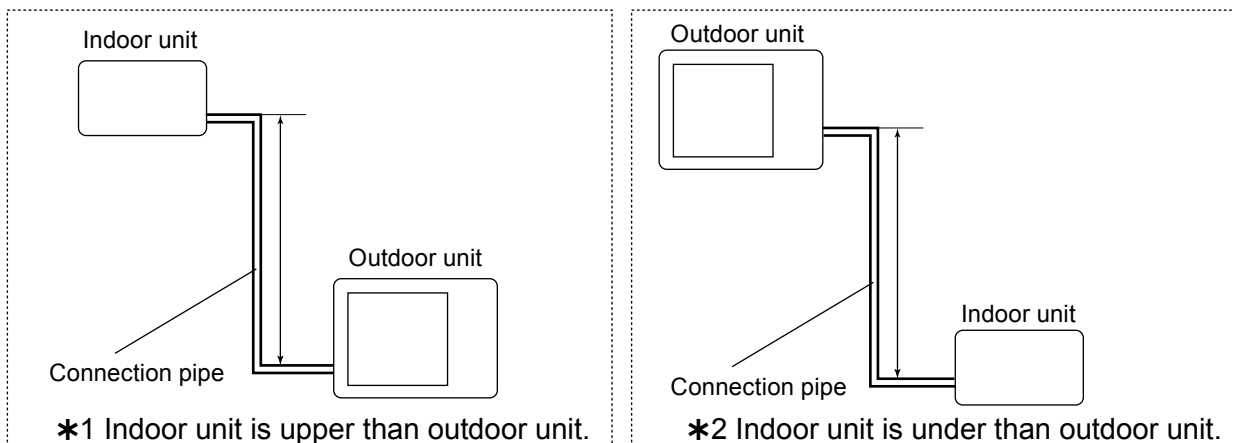 Indoor unit
Outdoor unit
Connection pipe
*1 Indoor unit is upper than outdoor unit.
Outdoor unit
Indoor unit
Connection pipe
*2 Indoor unit is under than outdoor unit.